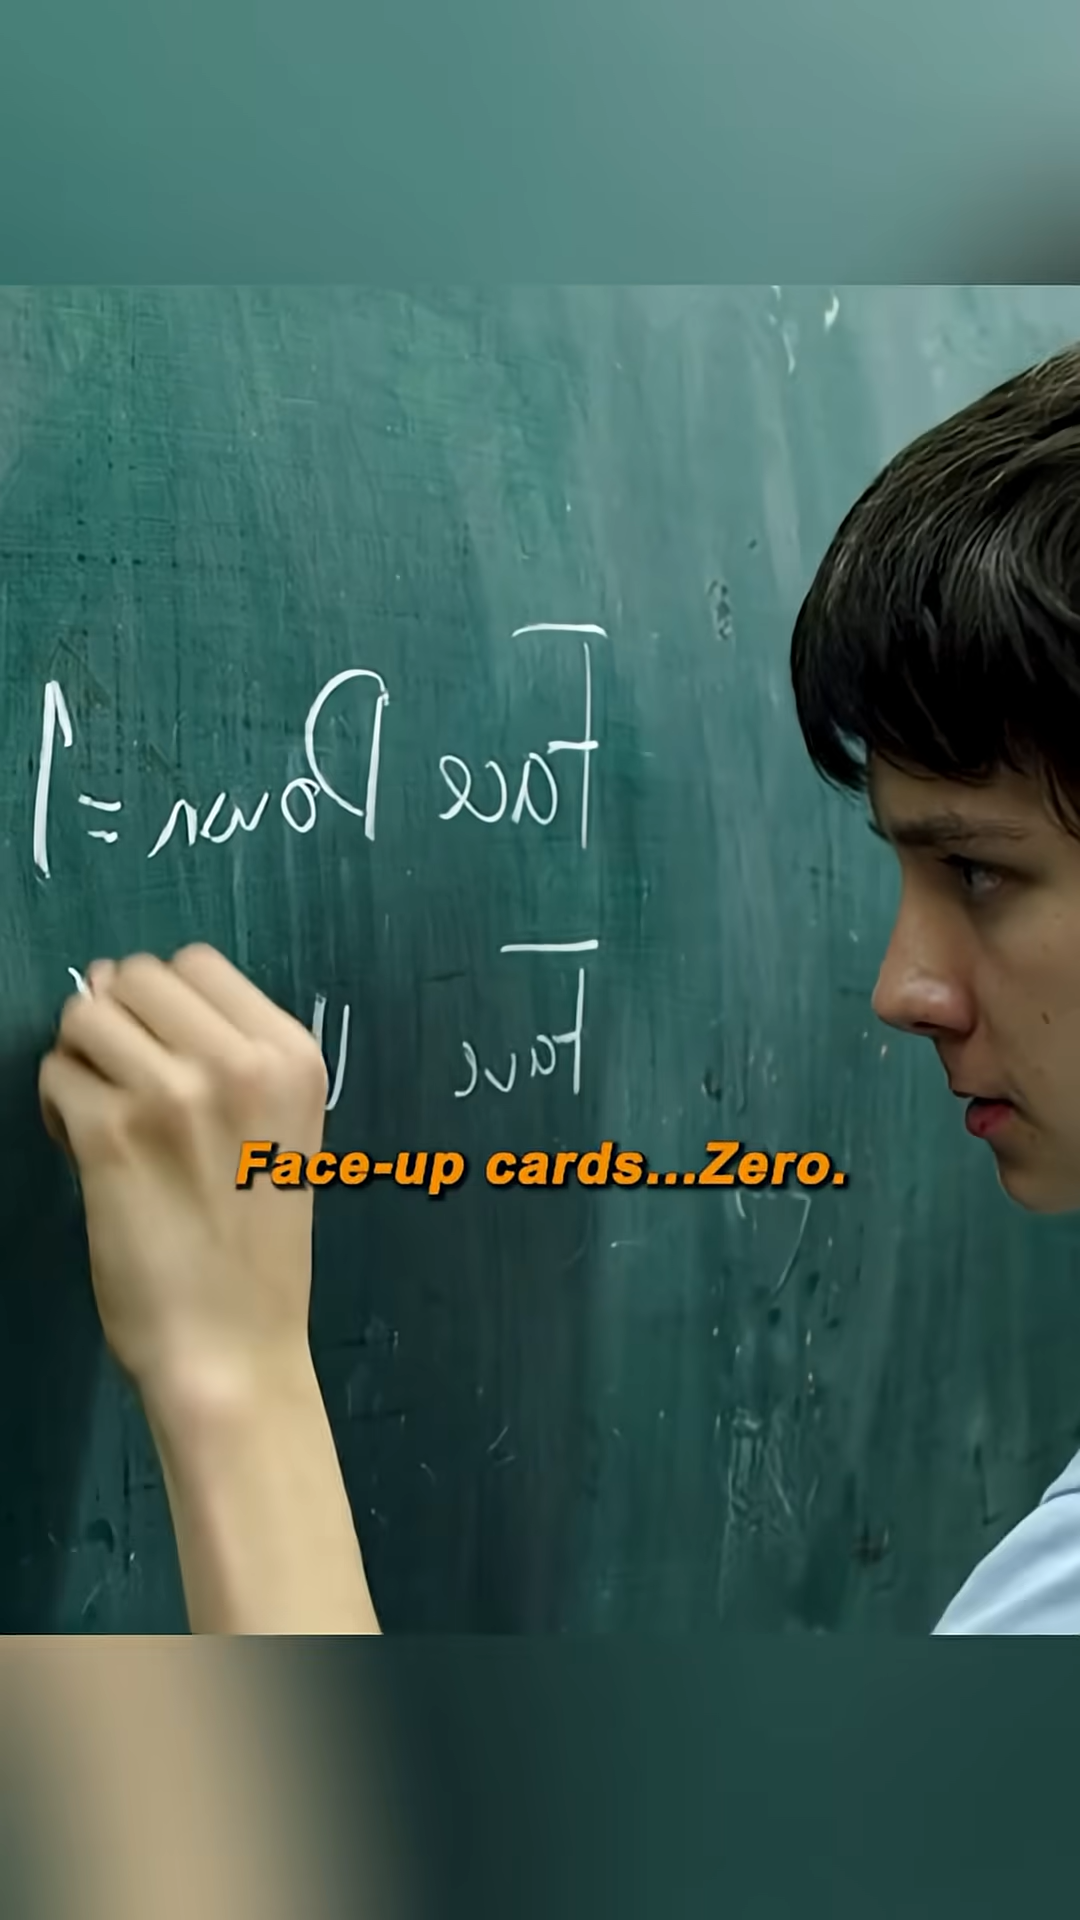 Face Down = 1
Face U
Face-up cards...Zero.